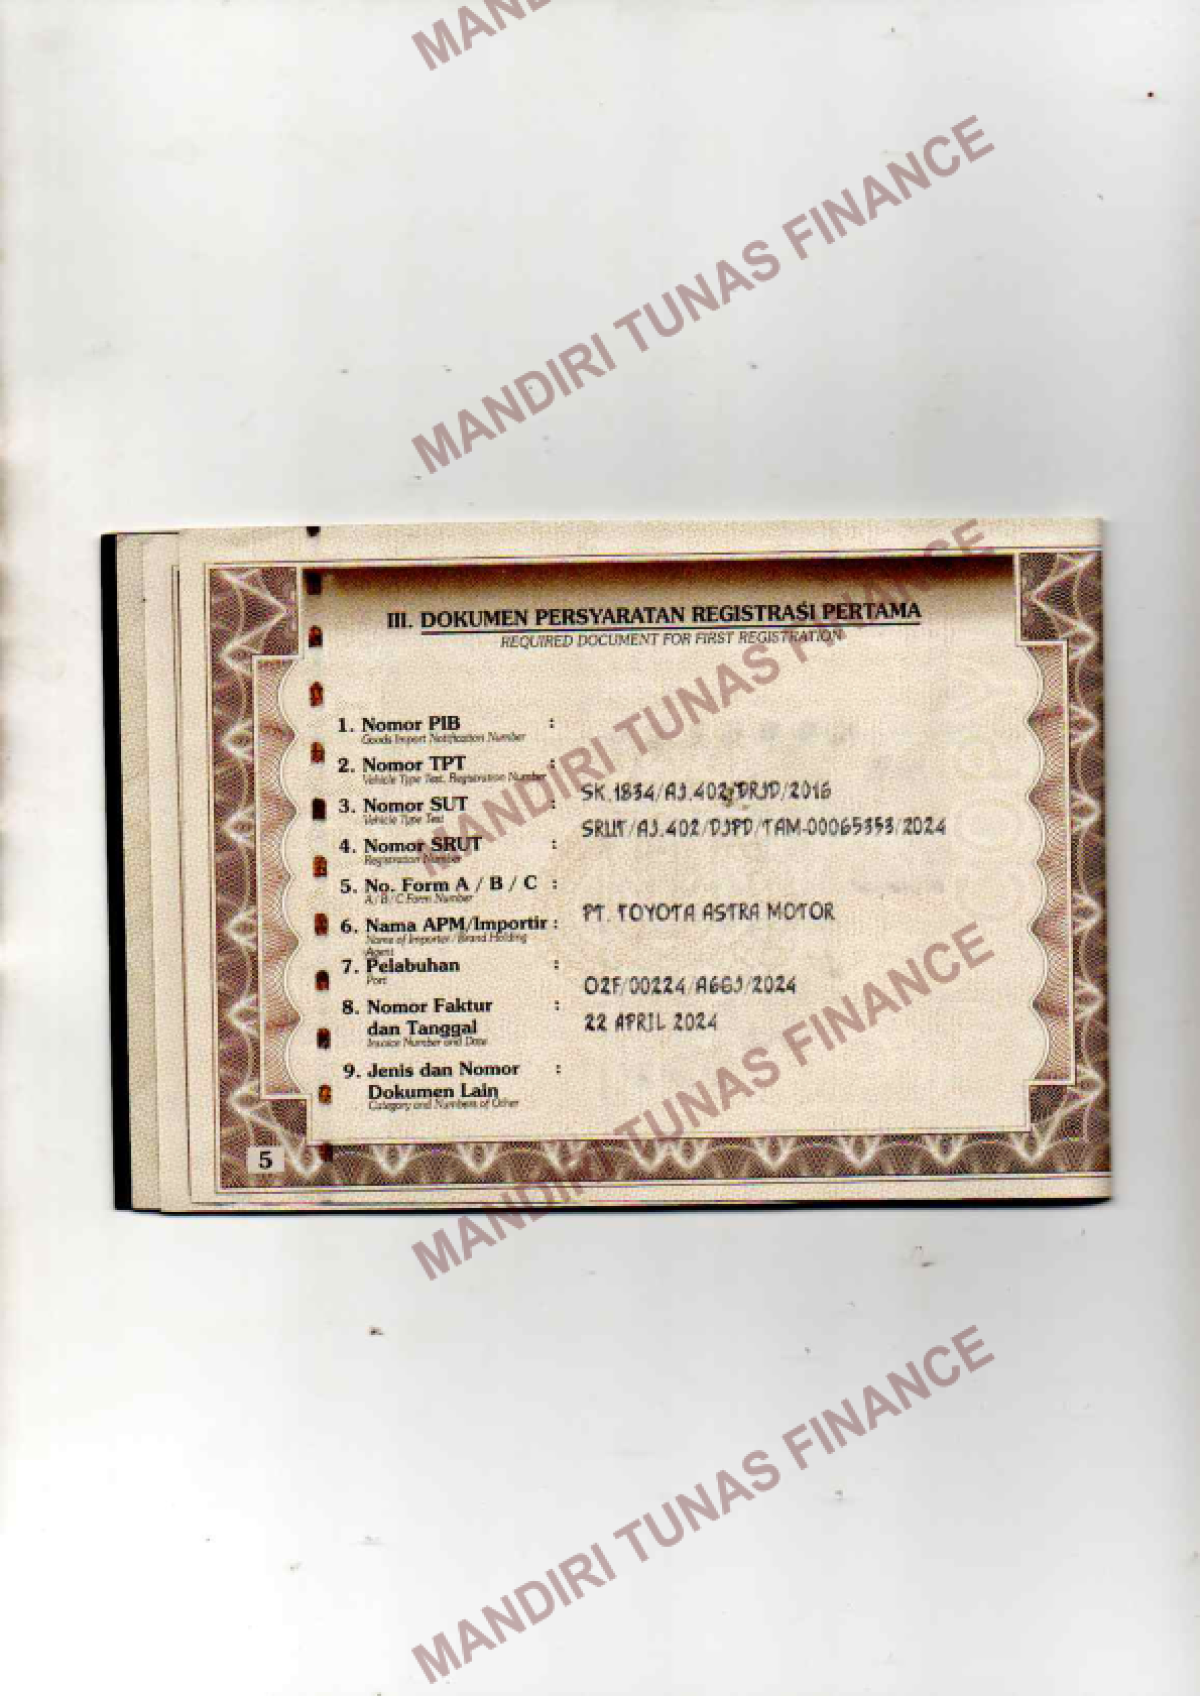 MANDIRI TUNAS FINANCE
MANDIRI TUNAS FINANCE
III. DOKUMEN PERSYARATAN REGISTRASI PERTAMA
REQUIRED DOCUMENT FOR FIRST REGISTRATION
1. Nomor PIB :
Goods Import Notification Number
2. Nomor TPT :
Vehicle Type Test, Registration Number
SK.1834/AJ.402/DRJD/2016
3. Nomor SUT :
Vehicle Type Test
SRUT/AJ.402/DJPD/TAM-00065353/2024
4. Nomor SRUT :
Registration Number
5. No. Form A / B / C :
A / B / C Form Number
PT. TOYOTA ASTRA MOTOR
6. Nama APM/Importir :
Name of Importer / Brand Holding
Agent
7. Pelabuhan :
Port
02F/00224/A66J/2024
8. Nomor Faktur :
dan Tanggal
22 APRIL 2024
Invoice Number and Date
9. Jenis dan Nomor :
Dokumen Lain
Category and Numbers of Other
5
MANDIRI TUNAS FINANCE
MANDIRI TUNAS FINANCE
MANDIRI TUNAS FINANCE